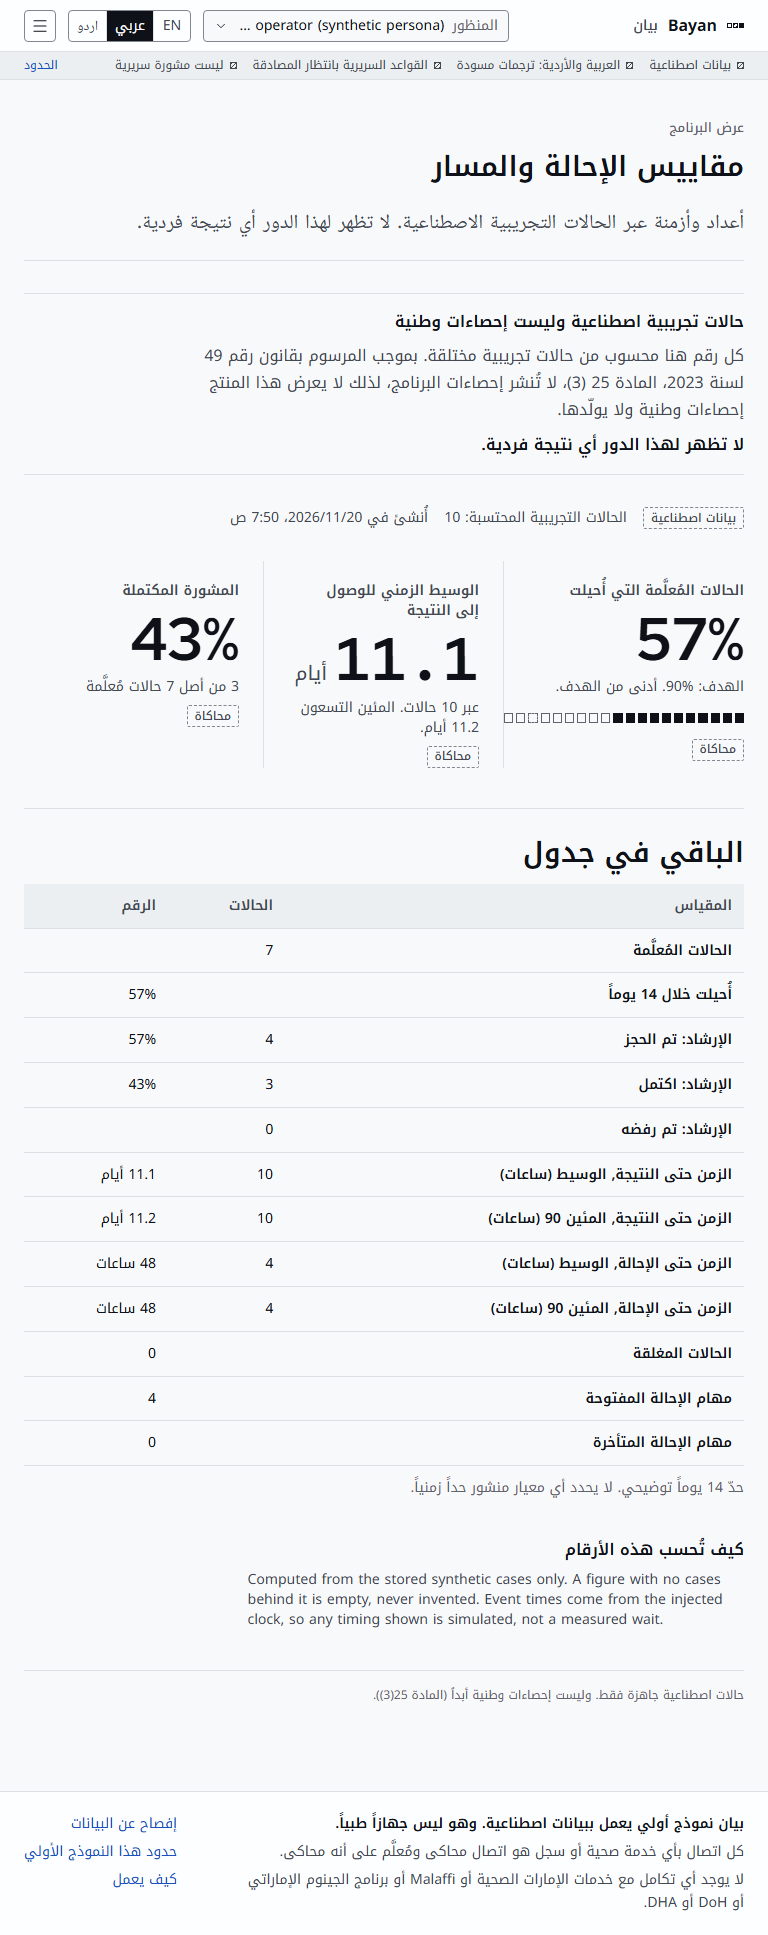 Bayan بيان
المنظور operator (synthetic persona) ...
EN عربي اردو
بيانات اصطناعية
العربية والأردية: ترجمات مسودة
القواعد السريرية بانتظار المصادقة
ليست مشورة سريرية
الحدود
عرض البرنامج
مقاييس الإحالة والمسار
أعداد وأزمنة عبر الحالات التجريبية الاصطناعية. لا تظهر لهذا الدور أي نتيجة فردية.
حالات تجريبية اصطناعية وليست إحصاءات وطنية
كل رقم هنا محسوب من حالات تجريبية مختلقة. بموجب المرسوم بقانون رقم 49
لسنة 2023، المادة 25 (3)، لا تُنشر إحصاءات البرنامج، لذلك لا يعرض هذا المنتج
إحصاءات وطنية ولا يولّدها.
لا تظهر لهذا الدور أي نتيجة فردية.
بيانات اصطناعية الحالات التجريبية المحتسبة: 10 أُنشئ في 2026/11/20، 7:50 ص
الحالات المُعلَّمة التي أُحيلت
57%
الهدف: 90%. أدنى من الهدف.
محاكاة
الوسيط الزمني للوصول
إلى النتيجة
11.1 أيام
عبر 10 حالات. المئين التسعون
11.2 أيام.
محاكاة
المشورة المكتملة
43%
3 من أصل 7 حالات مُعلَّمة
محاكاة
الباقي في جدول
المقياس الحالات الرقم
الحالات المُعلَّمة 7
أُحيلت خلال 14 يوماً 57%
الإرشاد: تم الحجز 4 57%
الإرشاد: اكتمل 3 43%
الإرشاد: تم رفضه 0
الزمن حتى النتيجة, الوسيط (ساعات) 10 11.1 أيام
الزمن حتى النتيجة, المئين 90 (ساعات) 10 11.2 أيام
الزمن حتى الإحالة, الوسيط (ساعات) 4 48 ساعات
الزمن حتى الإحالة, المئين 90 (ساعات) 4 48 ساعات
الحالات المغلقة 0
مهام الإحالة المفتوحة 4
مهام الإحالة المتأخرة 0
حدّ 14 يوماً توضيحي. لا يحدد أي معيار منشور حداً زمنياً.
كيف تُحسب هذه الأرقام
Computed from the stored synthetic cases only. A figure with no cases
behind it is empty, never invented. Event times come from the injected
clock, so any timing shown is simulated, not a measured wait.
حالات اصطناعية جاهزة فقط. وليست إحصاءات وطنية أبداً (المادة 25(3)).
بيان نموذج أولي يعمل ببيانات اصطناعية. وهو ليس جهازاً طبياً.
كل اتصال بأي خدمة صحية أو سجل هو اتصال محاكى ومُعلَّم على أنه محاكى.
لا يوجد أي تكامل مع خدمات الإمارات الصحية أو Malaffi أو برنامج الجينوم الإماراتي
أو DoH أو DHA.
إفصاح عن البيانات
حدود هذا النموذج الأولي
كيف يعمل